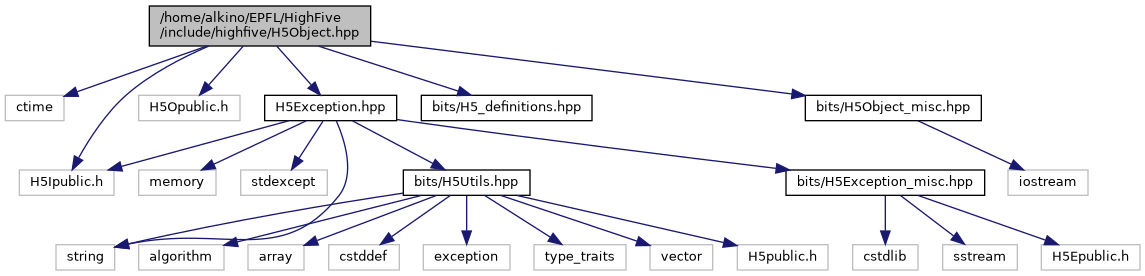 /home/alkino/EPFL/HighFive
/include/highfive/H5Object.hpp
ctime
H5Opublic.h
H5Exception.hpp
bits/H5_definitions.hpp
bits/H5Object_misc.hpp
H5Ipublic.h
memory
stdexcept
bits/H5Utils.hpp
bits/H5Exception_misc.hpp
iostream
string
algorithm
array
cstddef
exception
type_traits
vector
H5public.h
cstdlib
sstream
H5Epublic.h